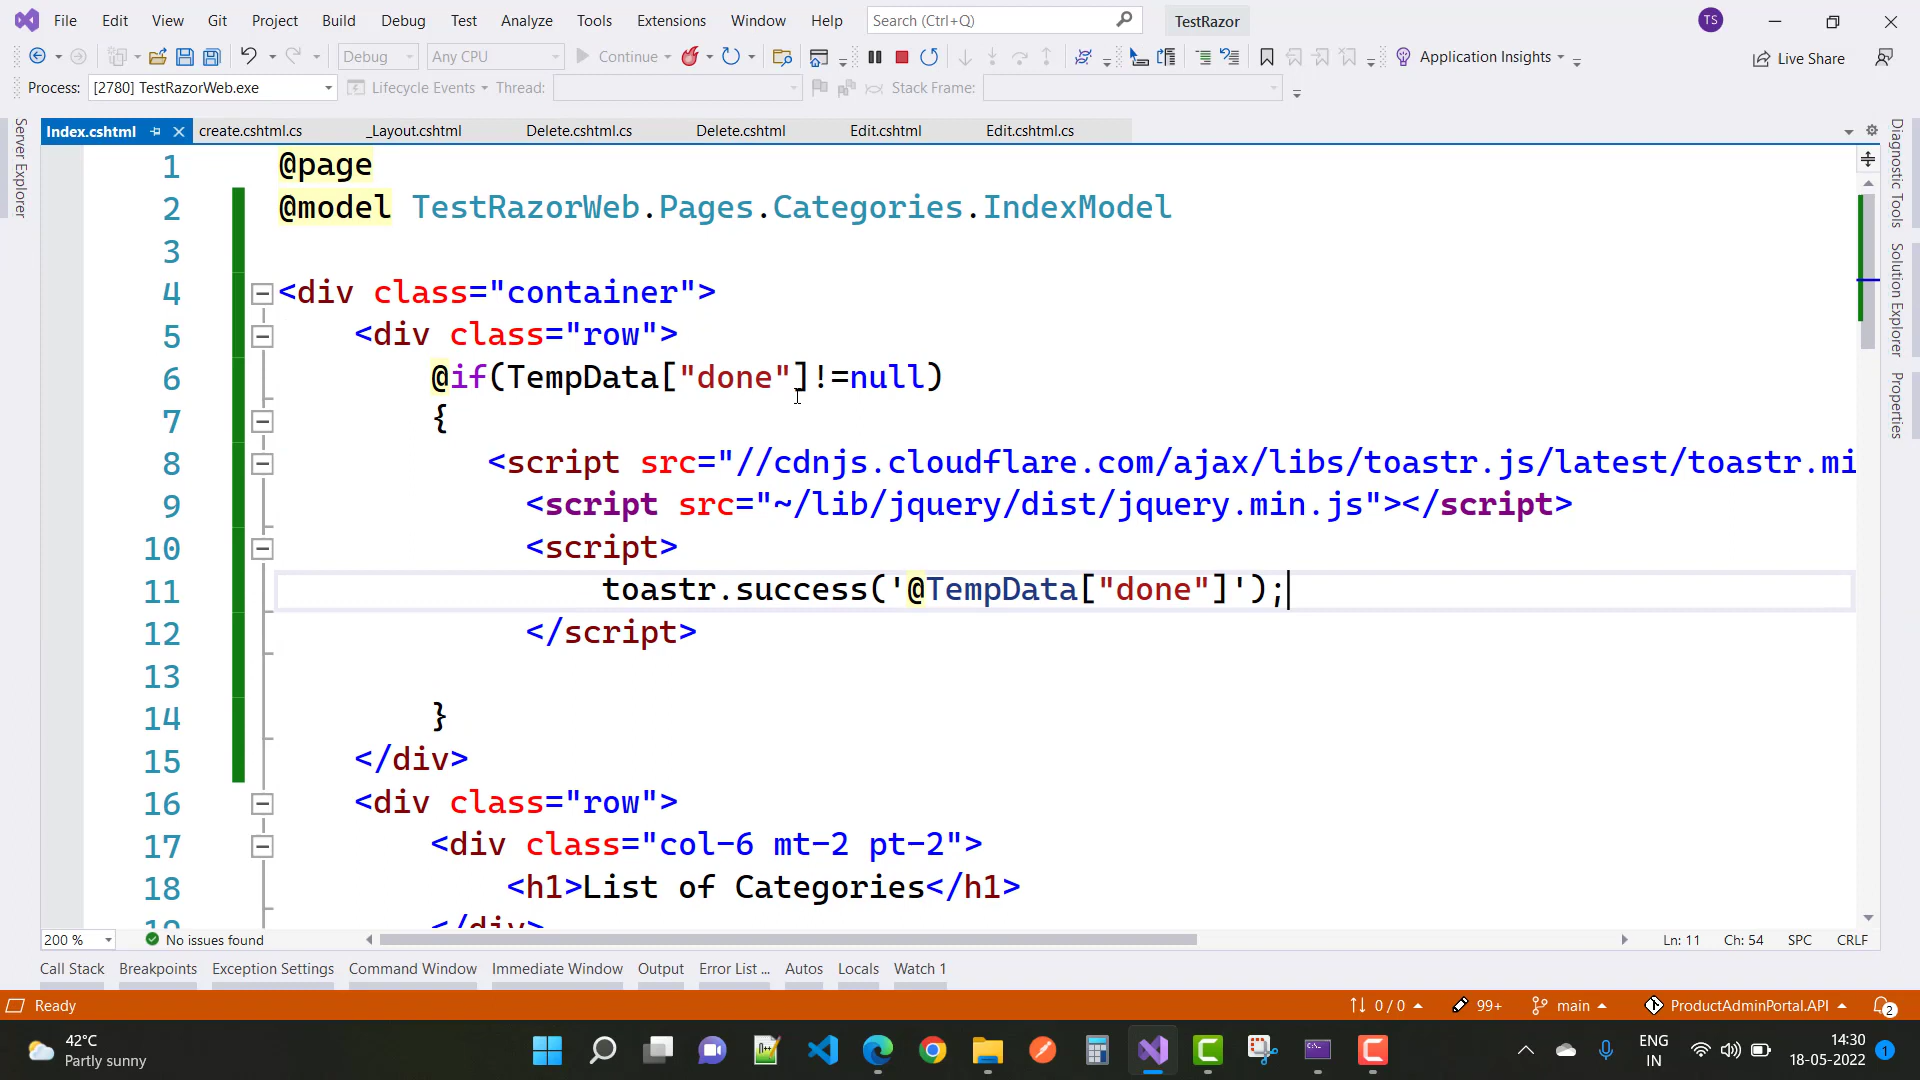 File Edit View Git Project Build Debug Test Analyze Tools Extensions Window Help Search (Ctrl+Q) TestRazor TS
Debug Any CPU Continue Application Insights Live Share
Process: [2780] TestRazorWeb.exe Lifecycle Events Thread: Stack Frame:
Index.cshtml create.cshtml.cs _Layout.cshtml Delete.cshtml.cs Delete.cshtml Edit.cshtml Edit.cshtml.cs
Server Explorer
Diagnostic Tools
Solution Explorer
Properties
1 @page
2 @model TestRazorWeb.Pages.Categories.IndexModel
3
4 <div class="container">
5 <div class="row">
6 @if(TempData["done"]!=null)
7 {
8 <script src="//cdnjs.cloudflare.com/ajax/libs/toastr.js/latest/toastr.mi
9 <script src="~/lib/jquery/dist/jquery.min.js"></script>
10 <script>
11 toastr.success('@TempData["done"]');
12 </script>
13
14 }
15 </div>
16 <div class="row">
17 <div class="col-6 mt-2 pt-2">
18 <h1>List of Categories</h1>
19 </div>
200 % No issues found Ln: 11 Ch: 54 SPC CRLF
Call Stack Breakpoints Exception Settings Command Window Immediate Window Output Error List ... Autos Locals Watch 1
Ready 0 / 0 99+ main ProductAdminPortal.API 2
42°C
Partly sunny
ENG
IN
14:30
18-05-2022
1